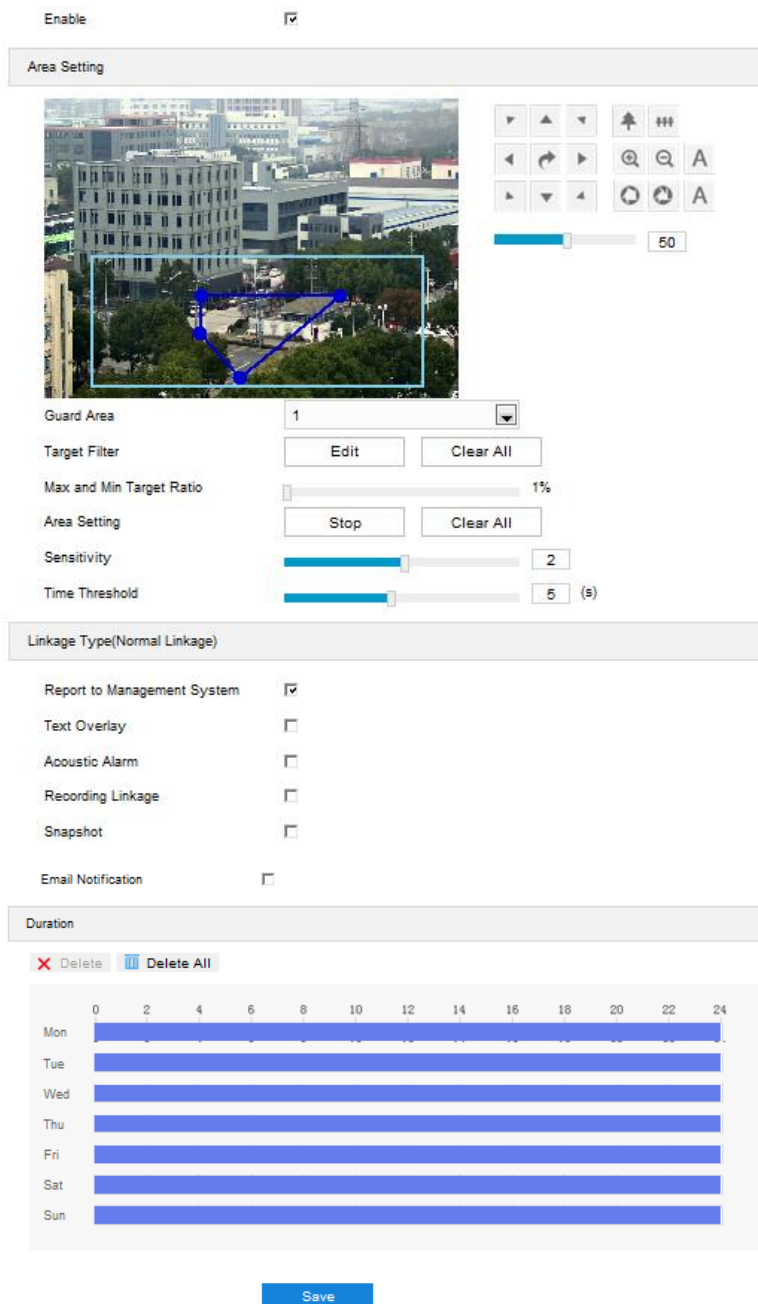 Enable
Area Setting
A
A
50
Guard Area 1
Target Filter Edit Clear All
Max and Min Target Ratio 1%
Area Setting Stop Clear All
Sensitivity 2
Time Threshold 5 (s)
Linkage Type(Normal Linkage)
Report to Management System
Text Overlay
Acoustic Alarm
Recording Linkage
Snapshot
Email Notification
Duration
Delete Delete All
0 2 4 6 8 10 12 14 16 18 20 22 24
Mon
Tue
Wed
Thu
Fri
Sat
Sun
Save